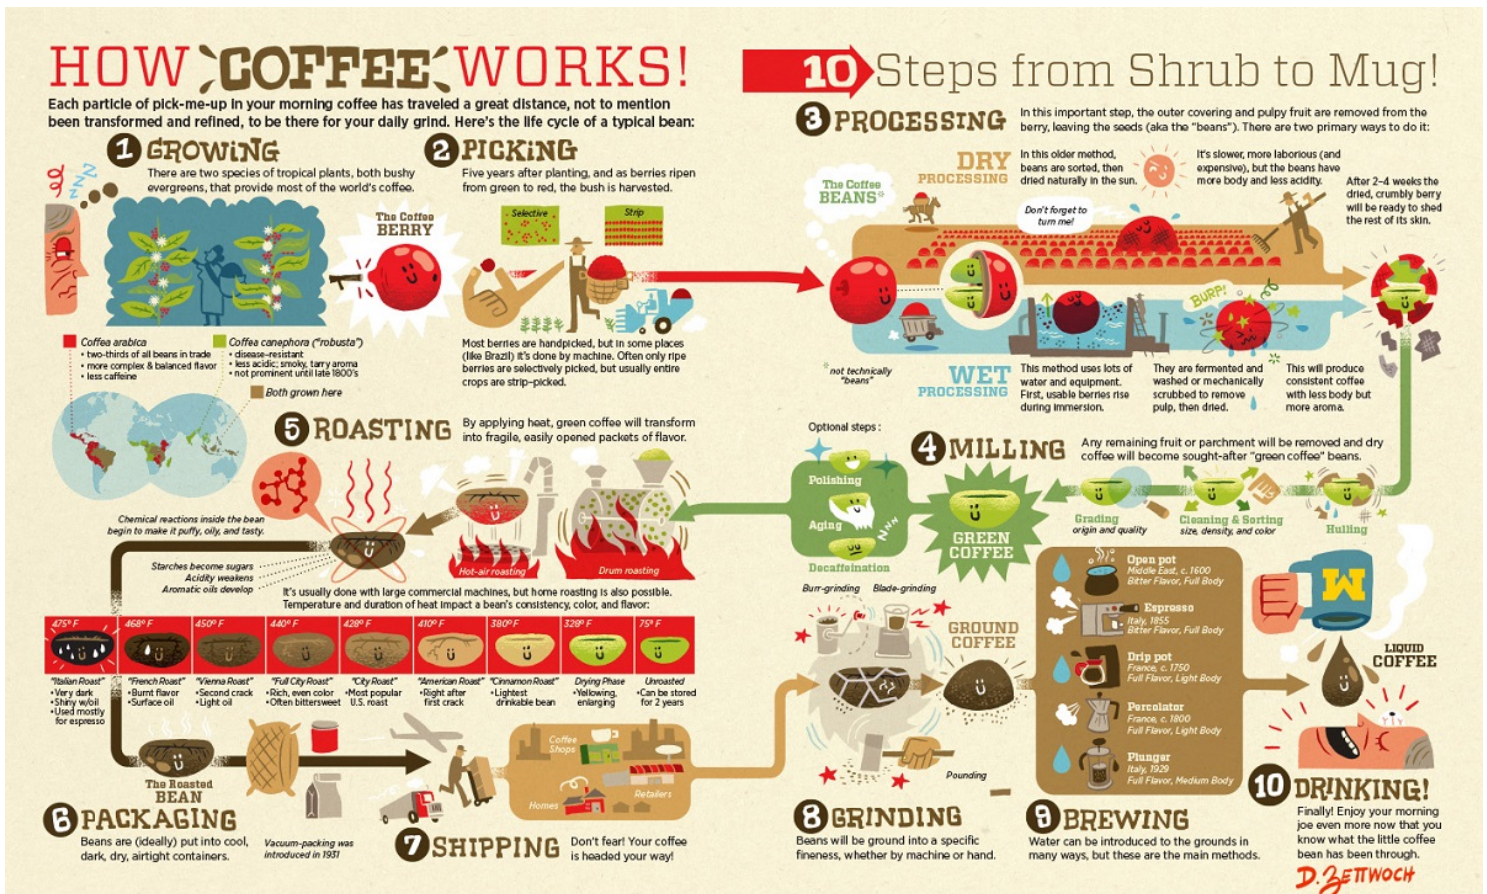 HOW COFFEE WORKS!
Each particle of pick-me-up in your morning coffee has traveled a great distance, not to mention
been transformed and refined, to be there for your daily grind. Here's the life cycle of a typical bean:
10 Steps from Shrub to Mug!
1 GROWING
There are two species of tropical plants, both bushy
evergreens, that provide most of the world's coffee.
ZZZ
The Coffee
BERRY
Coffea arabica
• two-thirds of all beans in trade
• more complex & balanced flavor
• less caffeine
Coffea canephora ("robusta")
• disease-resistant
• less acidic; smoky, tarry aroma
• not prominent until late 1800's
Both grown here
2 PICKING
Five years after planting, and as berries ripen
from green to red, the bush is harvested.
Selective
Strip
Most berries are handpicked, but in some places
(like Brazil) it's done by machine. Often only ripe
berries are selectively picked, but usually entire
crops are strip-picked.
3 PROCESSING
In this important step, the outer covering and pulpy fruit are removed from the
berry, leaving the seeds (aka the "beans"). There are two primary ways to do it:
The Coffee
BEANS*
DRY
PROCESSING
In this older method,
beans are sorted, then
dried naturally in the sun.
It's slower, more laborious (and
expensive), but the beans have
more body and less acidity.
After 2-4 weeks the
dried, crumbly berry
will be ready to shed
the rest of its skin.
Don't forget to
turn me!
BURP!
*not technically
"beans"
WET
PROCESSING
This method uses lots of
water and equipment.
First, usable berries rise
during immersion.
They are fermented and
washed or mechanically
scrubbed to remove
pulp, then dried.
This will produce
consistent coffee
with less body but
more aroma.
4 MILLING
Any remaining fruit or parchment will be removed and dry
coffee will become sought-after "green coffee" beans.
Hulling
Cleaning & Sorting
size, density, and color
Grading
origin and quality
GREEN
COFFEE
Optional steps :
Polishing
Aging
ZZZ
Decaffeination
5 ROASTING
By applying heat, green coffee will transform
into fragile, easily opened packets of flavor.
Drum roasting
Hot-air roasting
Chemical reactions inside the bean
begin to make it puffy, oily, and tasty.
Starches become sugars
Acidity weakens
Aromatic oils develop
It's usually done with large commercial machines, but home roasting is also possible.
Temperature and duration of heat impact a bean's consistency, color, and flavor:
475° F
"Italian Roast"
•Very dark
•Shiny w/oil
•Used mostly
for espresso
468° F
"French Roast"
•Burnt flavor
•Surface oil
450° F
"Vienna Roast"
•Second crack
•Light oil
440° F
"Full City Roast"
•Rich, even color
•Often bittersweet
428° F
"City Roast"
•Most popular
U.S. roast
410° F
"American Roast"
•Right after
first crack
380° F
"Cinnamon Roast"
•Lightest
drinkable bean
328° F
Drying Phase
•Yellowing,
enlarging
75° F
Unroasted
•Can be stored
for 2 years
The Roasted
BEAN
6 PACKAGING
Beans are (ideally) put into cool,
dark, dry, airtight containers.
Vacuum-packing was
introduced in 1931
7 SHIPPING
Don't fear! Your coffee
is headed your way!
Coffee
Shops
Retailers
Homes
Burr-grinding
Blade-grinding
GROUND
COFFEE
Pounding
8 GRINDING
Beans will be ground into a specific
fineness, whether by machine or hand.
Open pot
Middle East, c. 1600
Bitter Flavor, Full Body
Espresso
Italy, 1855
Bitter Flavor, Full Body
Drip pot
France, c. 1750
Full Flavor, Light Body
Percolator
France, c. 1800
Full Flavor, Light Body
Plunger
Italy, 1929
Full Flavor, Medium Body
9 BREWING
Water can be introduced to the grounds in
many ways, but these are the main methods.
M
LIQUID
COFFEE
10 DRINKING!
Finally! Enjoy your morning
joe even more now that you
know what the little coffee
bean has been through.
D. ZETTWOCH